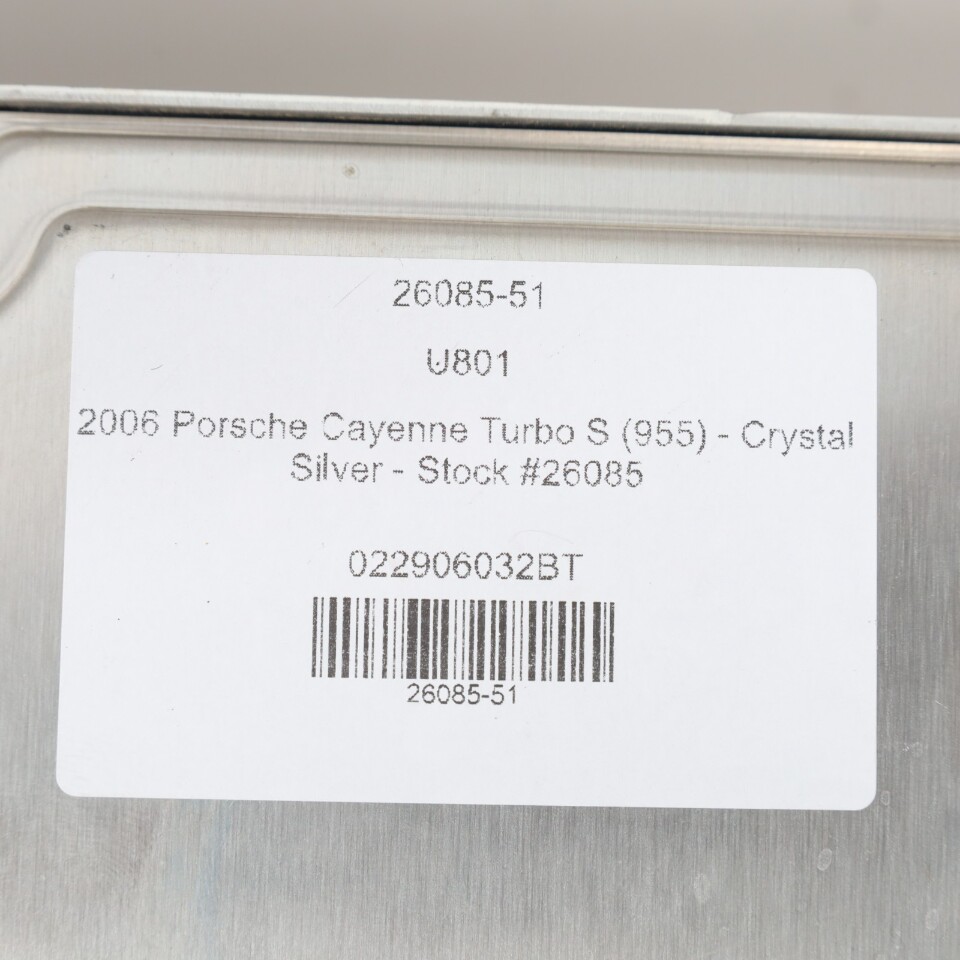 26085-51
U801
2006 Porsche Cayenne Turbo S (955) - Crystal
Silver - Stock #26085
022906032BT
26085-51